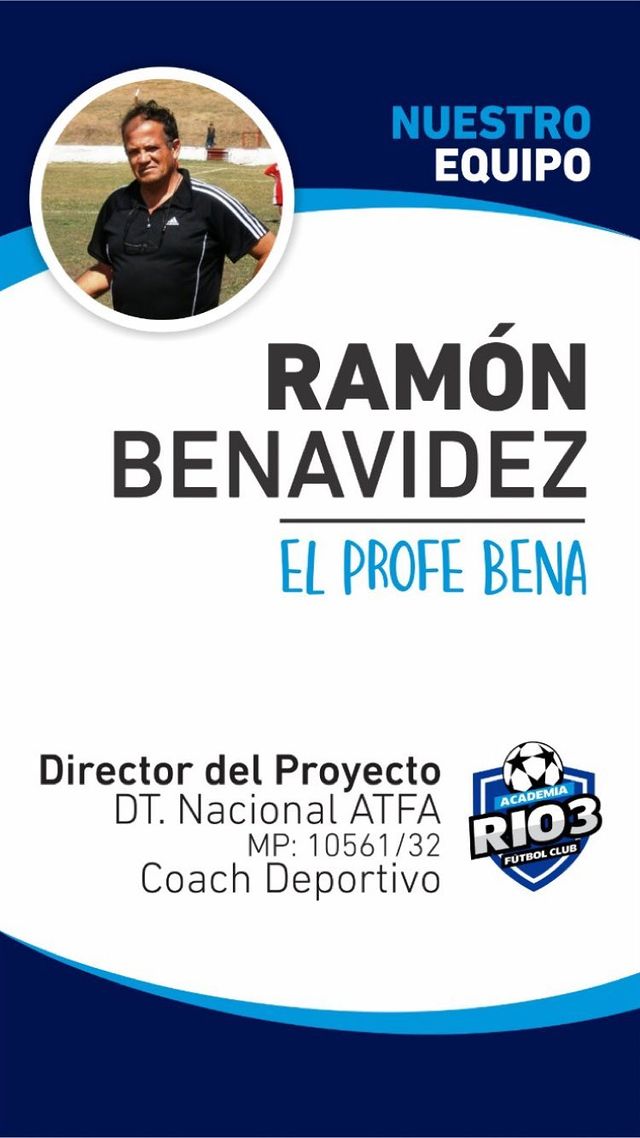 NUESTRO
EQUIPO
RAMÓN
BENAVIDEZ
EL PROFE BENA
Director del Proyecto
DT. Nacional ATFA
MP: 10561/32
Coach Deportivo
ACADEMIA
RIO3
FÚTBOL CLUB